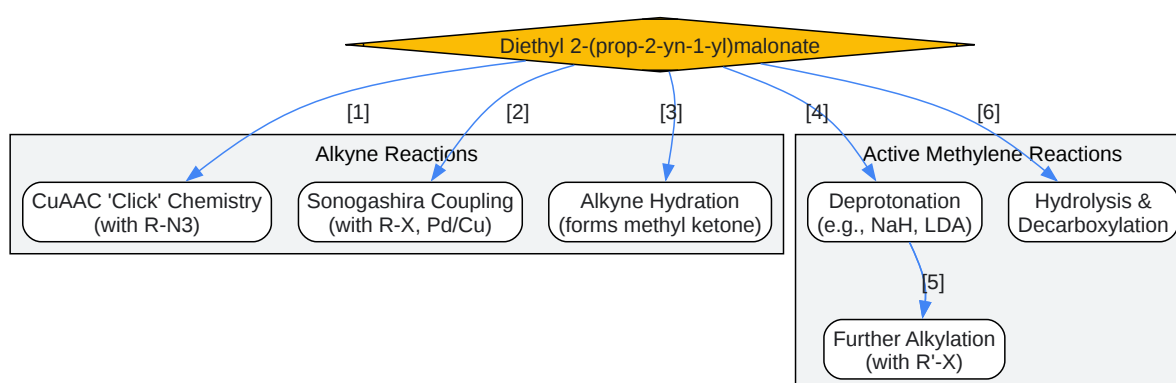 Diethyl 2-(prop-2-yn-1-yl)malonate
[1]
[2]
[3]
[4]
[6]
Alkyne Reactions
Active Methylene Reactions
CuAAC 'Click' Chemistry
(with R-N3)
Sonogashira Coupling
(with R-X, Pd/Cu)
Alkyne Hydration
(forms methyl ketone)
Deprotonation
(e.g., NaH, LDA)
Hydrolysis &
Decarboxylation
[5]
Further Alkylation
(with R'-X)